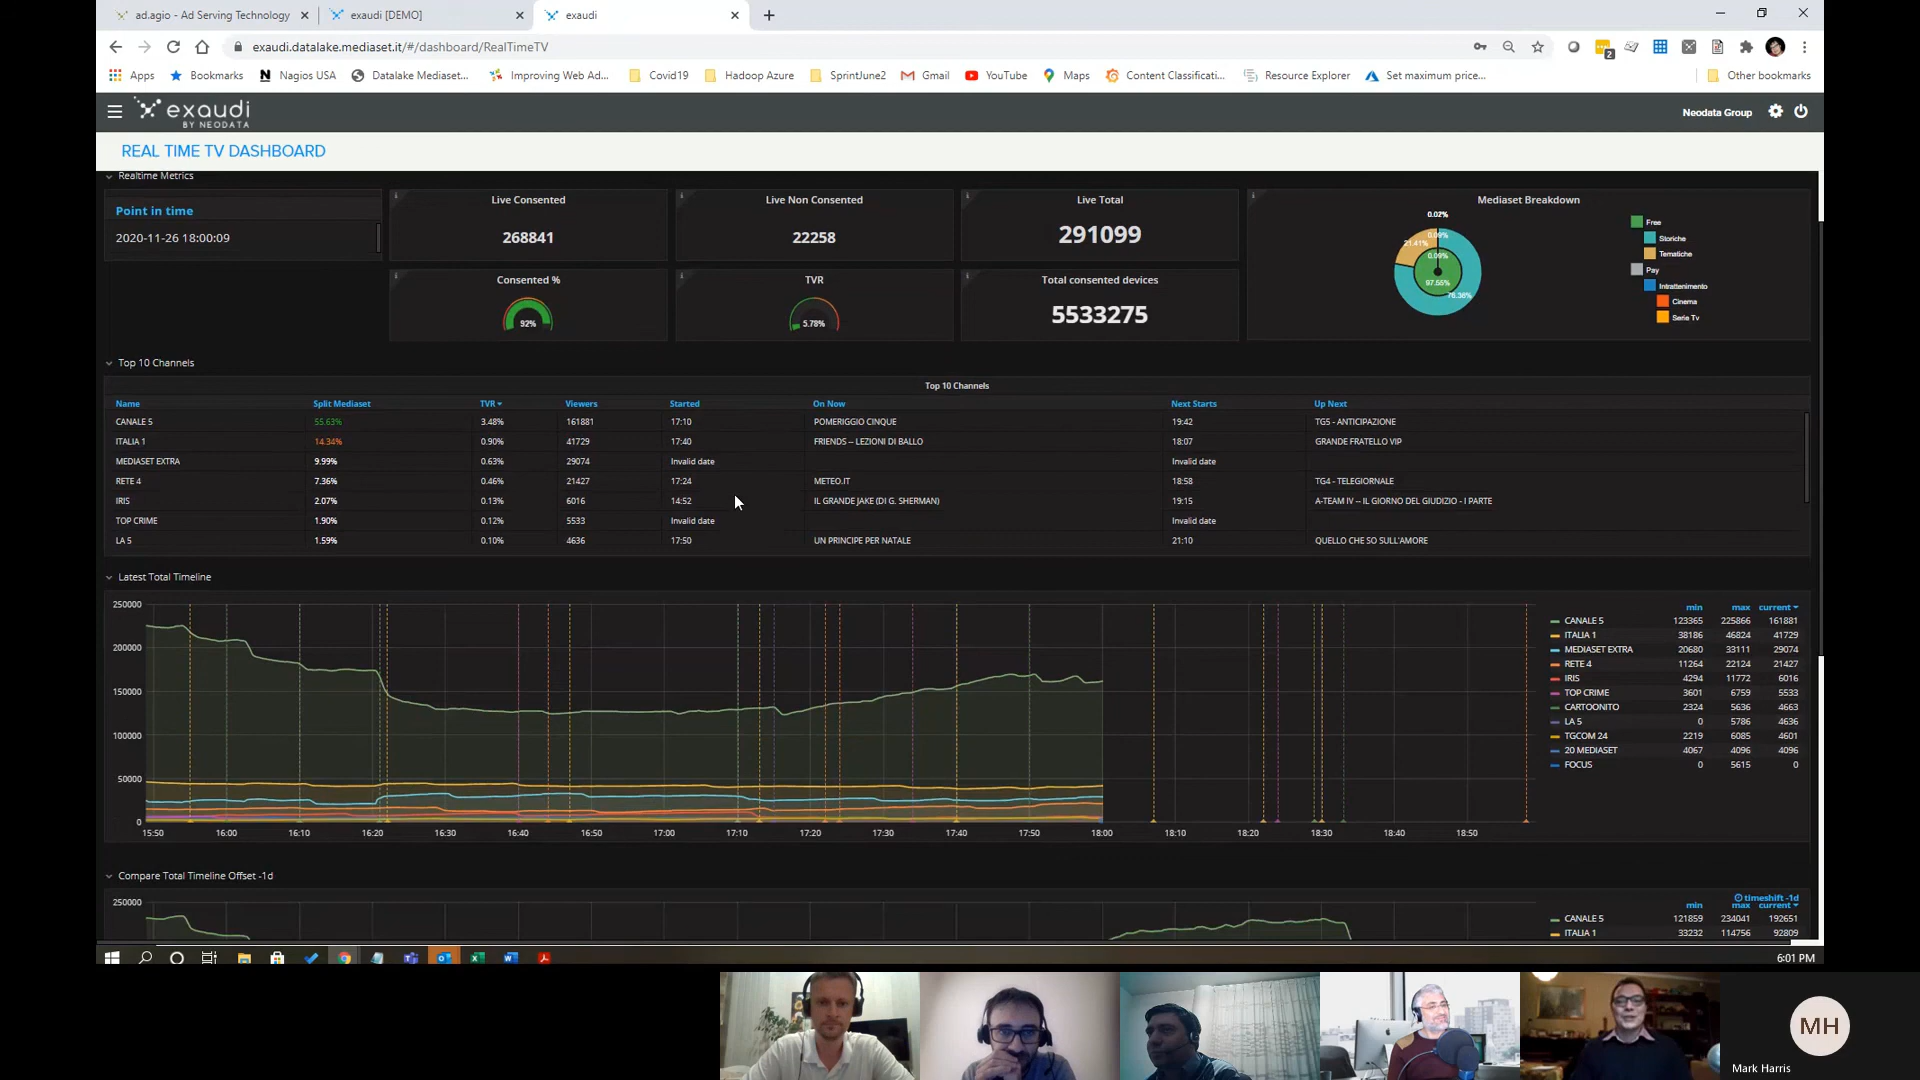 ad.agio - Ad Serving Technology
exaudi [DEMO]
exaudi
exaudi.datalake.mediaset.it/#/dashboard/RealTimeTV
2
Apps Bookmarks Nagios USA Datalake Mediaset... Improving Web Ad... Covid19 Hadoop Azure SprintJune2 Gmail YouTube Maps Content Classificati... Resource Explorer Set maximum price... Other bookmarks
exaudi
BY NEODATA
Neodata Group
REAL TIME TV DASHBOARD
Realtime Metrics
Point in time
2020-11-26 18:00:09
Live Consented
268841
Live Non Consented
22258
Live Total
291099
Consented %
92%
TVR
5.78%
Total consented devices
5533275
Mediaset Breakdown
0.02%
0.09%
21.41%
0.09%
97.55%
76.36%
Free
Storiche
Tematiche
Pay
Intrattenimento
Cinema
Serie Tv
Top 10 Channels
Top 10 Channels
Name Split Mediaset TVR Viewers Started On Now Next Starts Up Next
CANALE 5 55.63% 3.48% 161881 17:10 POMERIGGIO CINQUE 19:42 TG5 - ANTICIPAZIONE
ITALIA 1 14.34% 0.90% 41729 17:40 FRIENDS -- LEZIONI DI BALLO 18:07 GRANDE FRATELLO VIP
MEDIASET EXTRA 9.99% 0.63% 29074 Invalid date Invalid date
RETE 4 7.36% 0.46% 21427 17:24 METEO.IT 18:58 TG4 - TELEGIORNALE
IRIS 2.07% 0.13% 6016 14:52 IL GRANDE JAKE (DI G. SHERMAN) 19:15 A-TEAM IV -- IL GIORNO DEL GIUDIZIO - I PARTE
TOP CRIME 1.90% 0.12% 5533 Invalid date Invalid date
LA 5 1.59% 0.10% 4636 17:50 UN PRINCIPE PER NATALE 21:10 QUELLO CHE SO SULL'AMORE
Latest Total Timeline
250000
200000
150000
100000
50000
0
15:50 16:00 16:10 16:20 16:30 16:40 16:50 17:00 17:10 17:20 17:30 17:40 17:50 18:00 18:10 18:20 18:30 18:40 18:50
min max current
CANALE 5 123365 225866 161881
ITALIA 1 38186 46824 41729
MEDIASET EXTRA 20680 33111 29074
RETE 4 11264 22124 21427
IRIS 4294 11772 6016
TOP CRIME 3601 6759 5533
CARTOONITO 2324 5636 4663
LA 5 0 5786 4636
TGCOM 24 2219 6085 4601
20 MEDIASET 4067 4096 4096
FOCUS 0 5615 0
Compare Total Timeline Offset -1d
250000
timeshift -1d
min max current
CANALE 5 121859 234041 192651
ITALIA 1 33232 114756 92809
6:01 PM
MH
Mark Harris